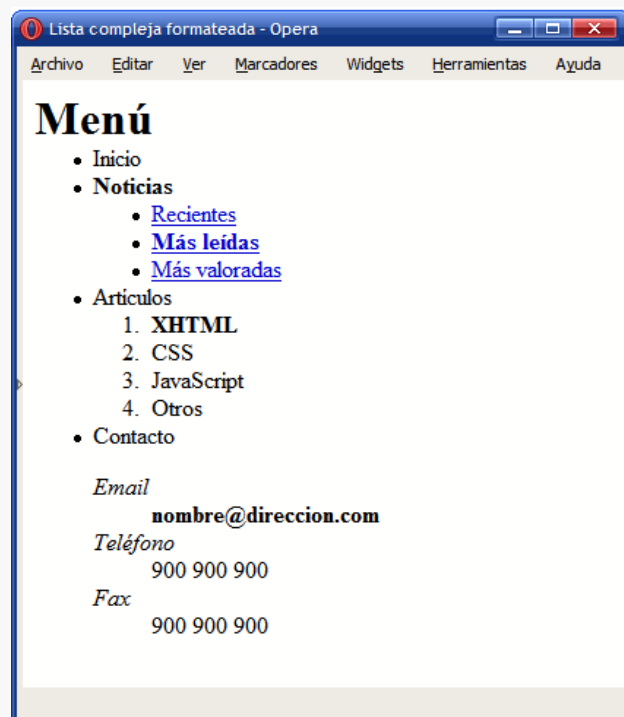 Lista compleja formateada - Opera
Archivo Editar Ver Marcadores Widgets Herramientas Ayuda
Menú
Inicio
Noticias
Recientes
Más leídas
Más valoradas
Artículos
1. XHTML
2. CSS
3. JavaScript
4. Otros
Contacto
Email
nombre@direccion.com
Teléfono
900 900 900
Fax
900 900 900